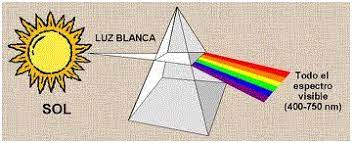 LUZ BLANCA
SOL
Todo el
espectro
visible
(400-750 nm)